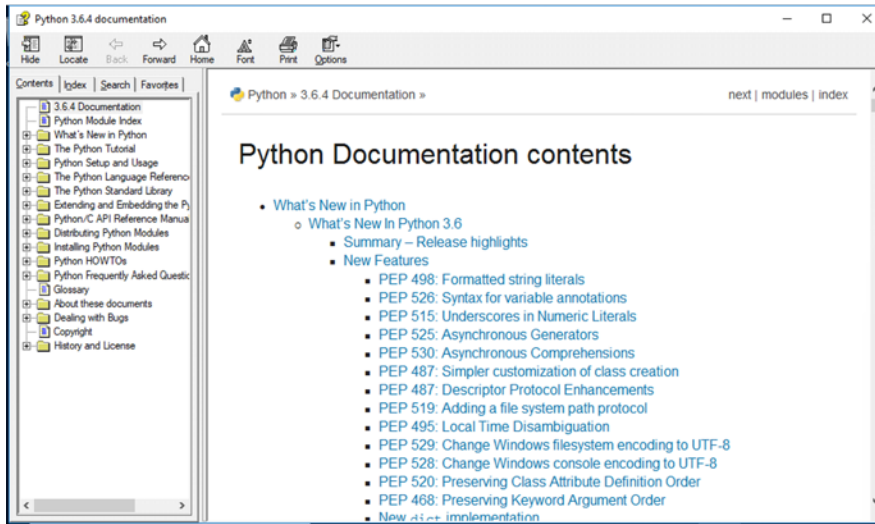 Python 3.6.4 documentation
Hide Locate Back Forward Home Font Print Options
Contents Index Search Favorites
3.6.4 Documentation
Python Module Index
What's New in Python
The Python Tutorial
Python Setup and Usage
The Python Language Referenc
The Python Standard Library
Extending and Embedding the Py
Python/C API Reference Manua
Distributing Python Modules
Installing Python Modules
Python HOWTOs
Python Frequently Asked Questic
Glossary
About these documents
Dealing with Bugs
Copyright
History and License
Python » 3.6.4 Documentation » next | modules | index
Python Documentation contents
What's New in Python
What's New In Python 3.6
Summary – Release highlights
New Features
PEP 498: Formatted string literals
PEP 526: Syntax for variable annotations
PEP 515: Underscores in Numeric Literals
PEP 525: Asynchronous Generators
PEP 530: Asynchronous Comprehensions
PEP 487: Simpler customization of class creation
PEP 487: Descriptor Protocol Enhancements
PEP 519: Adding a file system path protocol
PEP 495: Local Time Disambiguation
PEP 529: Change Windows filesystem encoding to UTF-8
PEP 528: Change Windows console encoding to UTF-8
PEP 520: Preserving Class Attribute Definition Order
PEP 468: Preserving Keyword Argument Order
New dict implementation